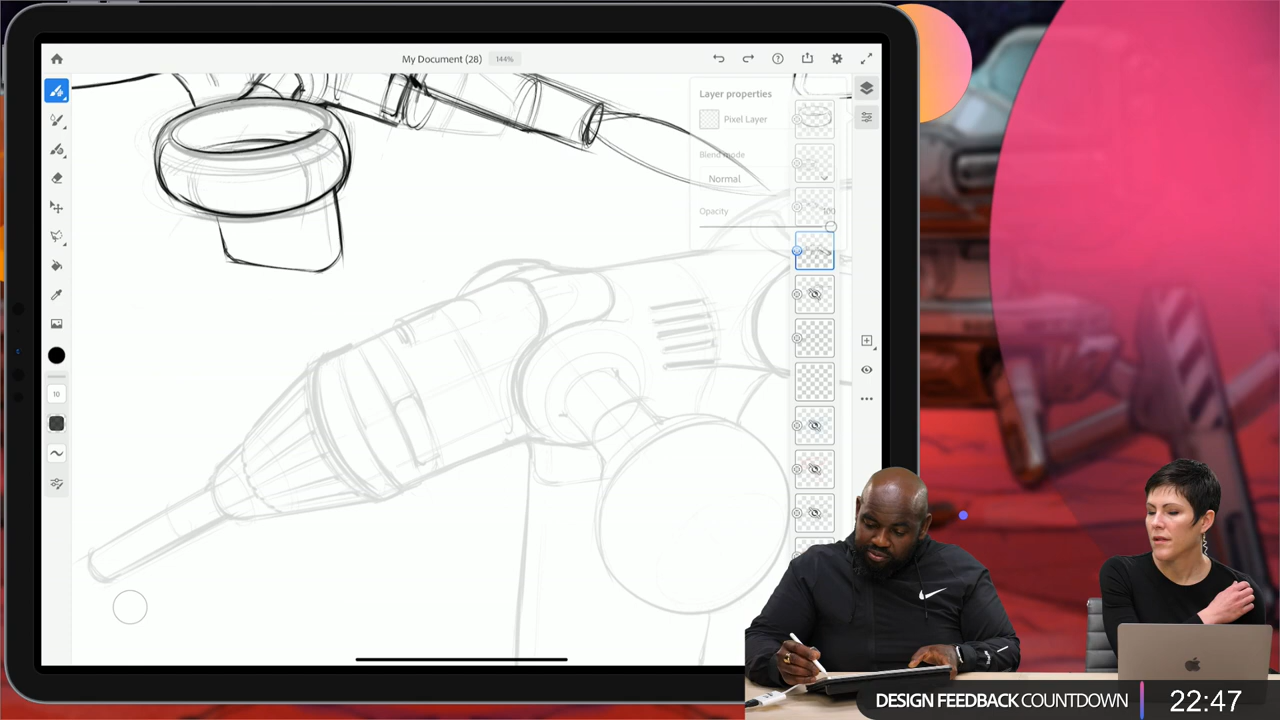 My Document (28) 144%
Layer properties
Pixel Layer
Blend mode
Normal
Opacity 100
10
DESIGN FEEDBACK COUNTDOWN 22:47